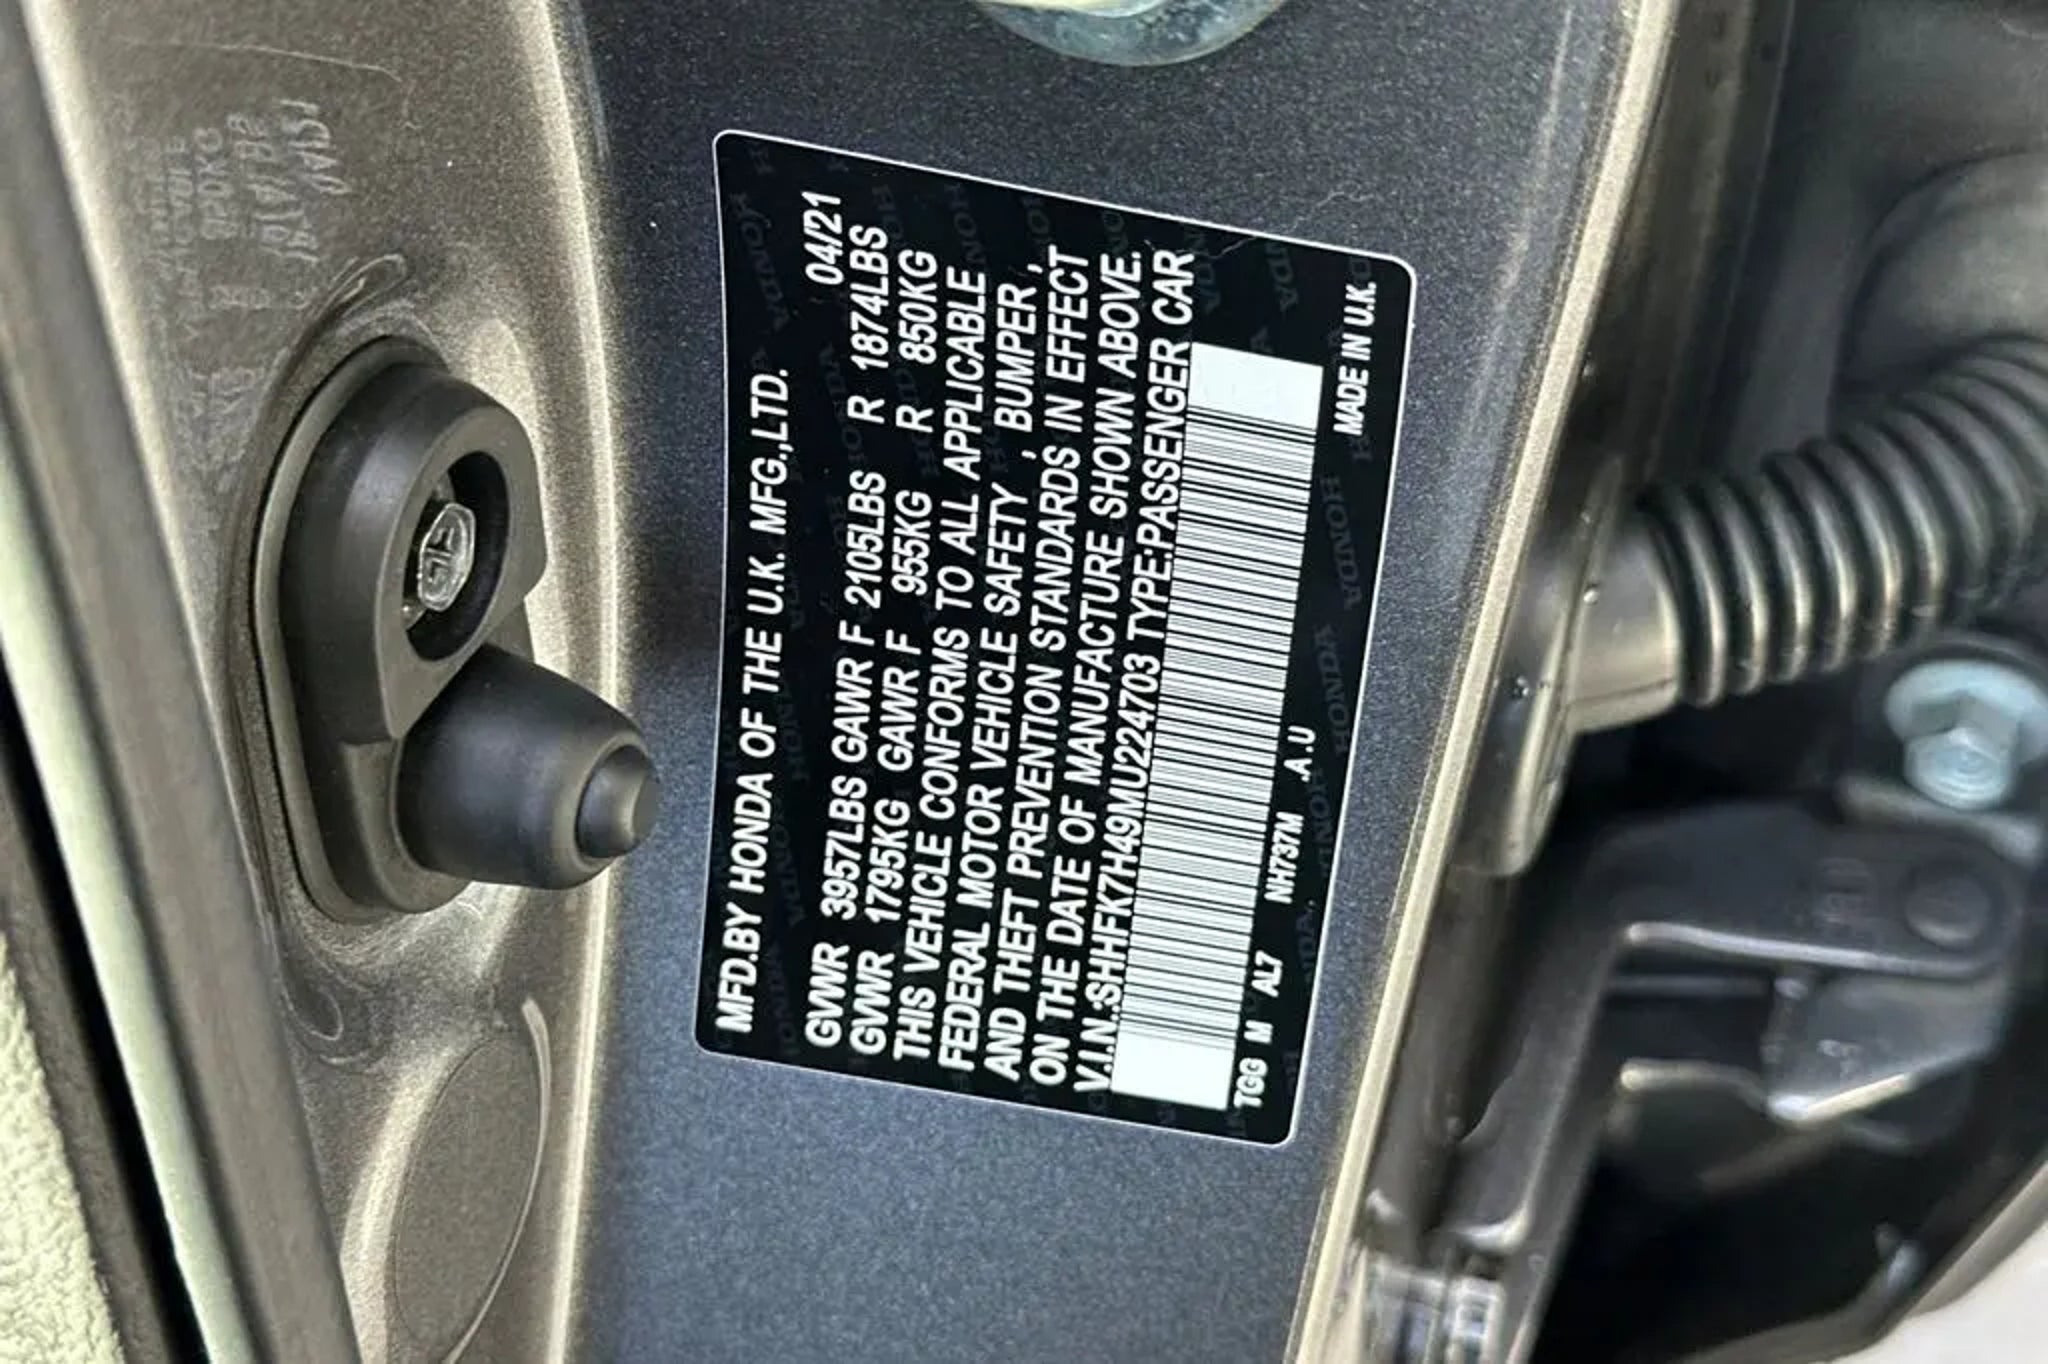 MFD.BY HONDA OF THE U.K. MFG.,LTD. 04/21
GVWR 3957LBS GAWR F 2105LBS R 1874LBS
GVWR 1795KG GAWR F 955KG R 850KG
THIS VEHICLE CONFORMS TO ALL APPLICABLE
FEDERAL MOTOR VEHICLE SAFETY , BUMPER ,
AND THEFT PREVENTION STANDARDS IN EFFECT
ON THE DATE OF MANUFACTURE SHOWN ABOVE.
V.I.N.:SHHFK7H49MU224703 TYPE:PASSENGER CAR
TGG M AL7 NH737M .A.U MADE IN U.K.